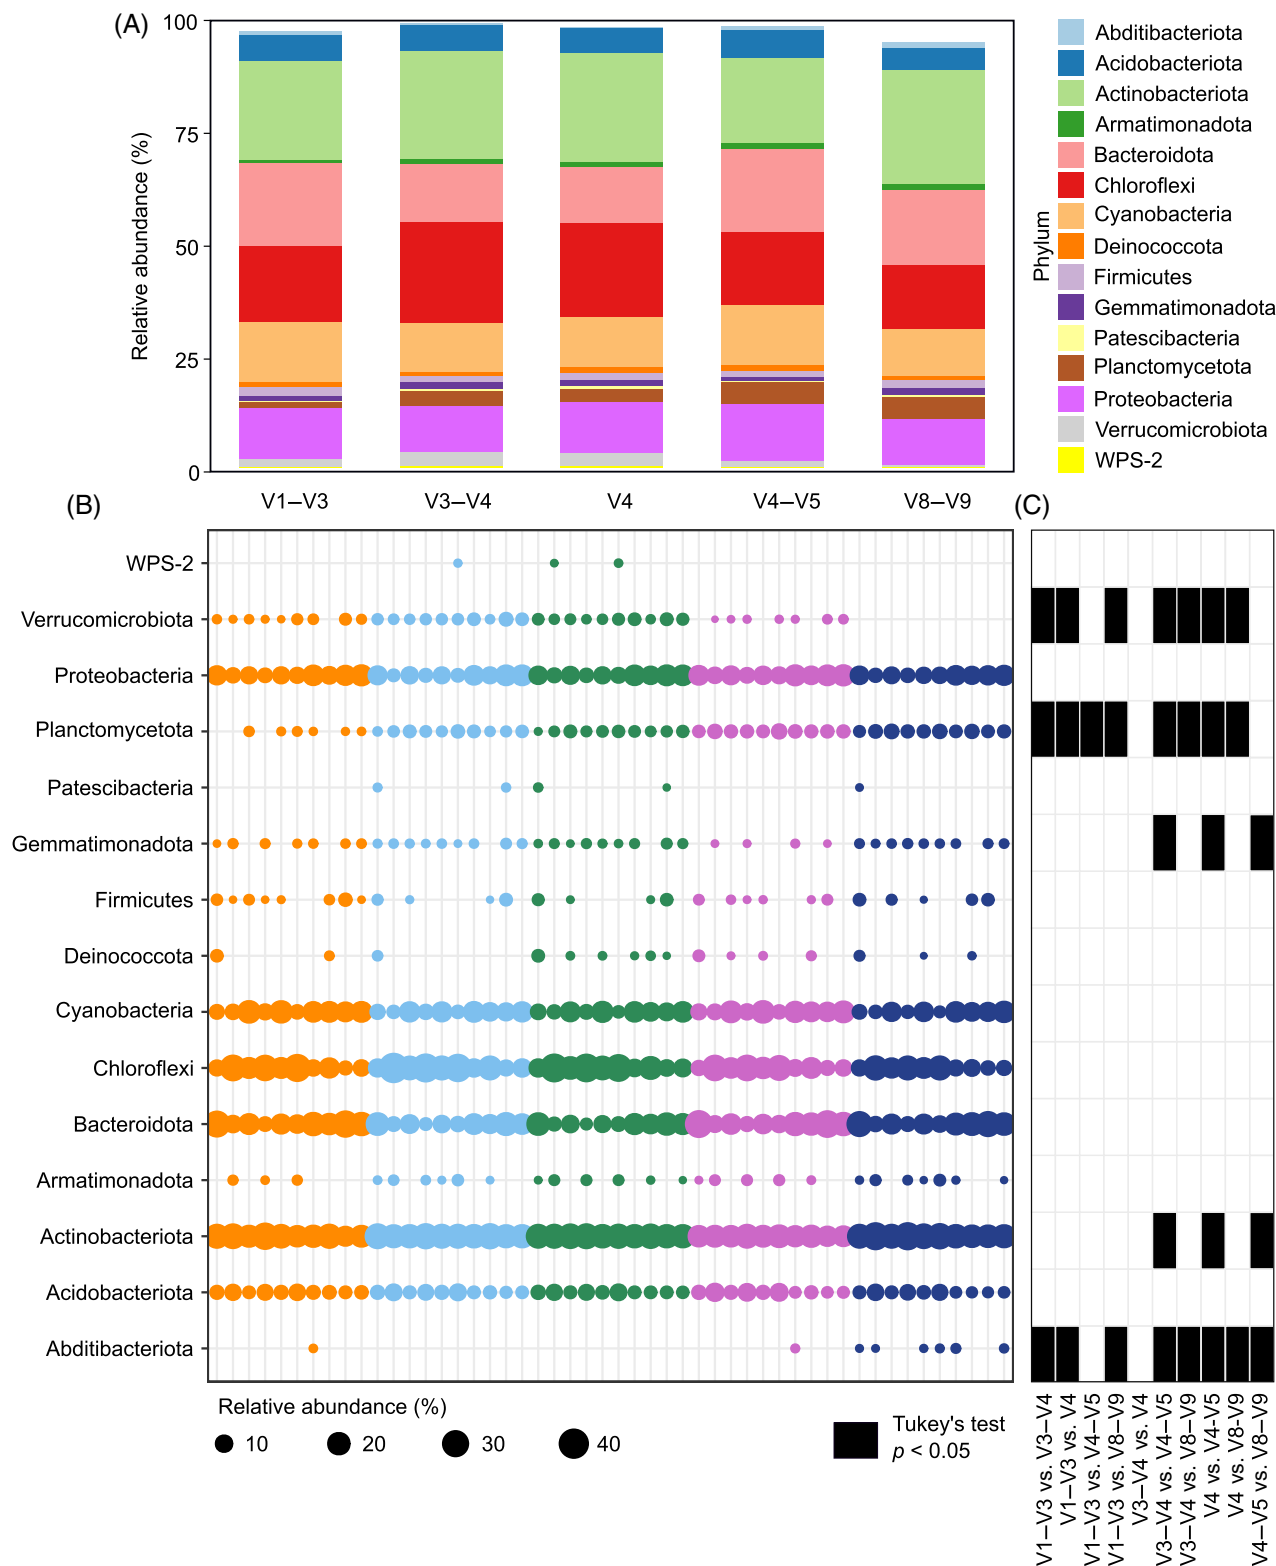 (A)
100
75
50
25
0
Relative abundance (%)
Phylum
Abditibacteriota
Acidobacteriota
Actinobacteriota
Armatimonadota
Bacteroidota
Chloroflexi
Cyanobacteria
Deinococcota
Firmicutes
Gemmatimonadota
Patescibacteria
Planctomycetota
Proteobacteria
Verrucomicrobiota
WPS-2
(B)
V1–V3
V3–V4
V4
V4–V5
V8–V9
(C)
WPS-2
Verrucomicrobiota
Proteobacteria
Planctomycetota
Patescibacteria
Gemmatimonadota
Firmicutes
Deinococcota
Cyanobacteria
Chloroflexi
Bacteroidota
Armatimonadota
Actinobacteriota
Acidobacteriota
Abditibacteriota
Relative abundance (%)
10 20 30 40
Tukey's test
p < 0.05
V1–V3 vs. V3–V4
V1–V3 vs. V4
V1–V3 vs. V4–V5
V1–V3 vs. V8–V9
V3–V4 vs. V4
V3–V4 vs. V4–V5
V3–V4 vs. V8–V9
V4 vs. V4-V5
V4 vs. V8-V9
V4–V5 vs. V8–V9